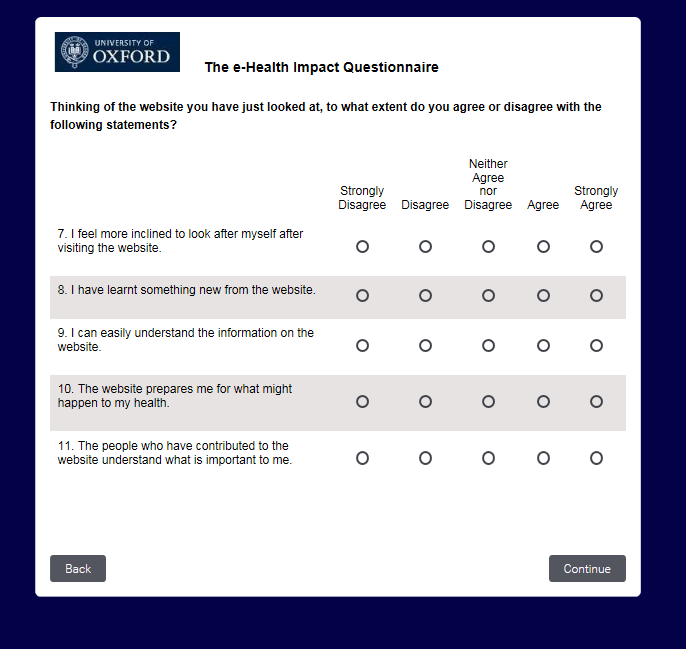 UNIVERSITY OF
OXFORD
The e-Health Impact Questionnaire
Thinking of the website you have just looked at, to what extent do you agree or disagree with the
following statements?
Strongly
Disagree
Disagree
Neither
Agree
nor
Disagree
Agree
Strongly
Agree
7. I feel more inclined to look after myself after
visiting the website.
8. I have learnt something new from the website.
9. I can easily understand the information on the
website.
10. The website prepares me for what might
happen to my health.
11. The people who have contributed to the
website understand what is important to me.
Back
Continue